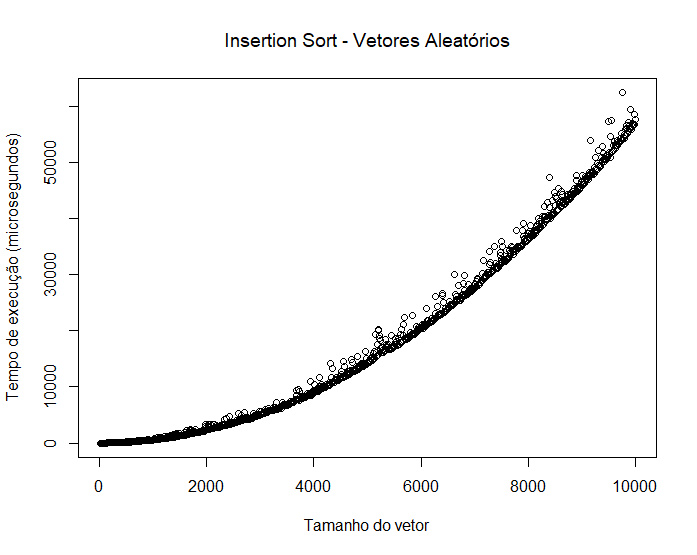 Insertion Sort - Vetores Aleatórios
Tempo de execução (microsegundos)
50000
30000
10000
0
0 2000 4000 6000 8000 10000
Tamanho do vetor